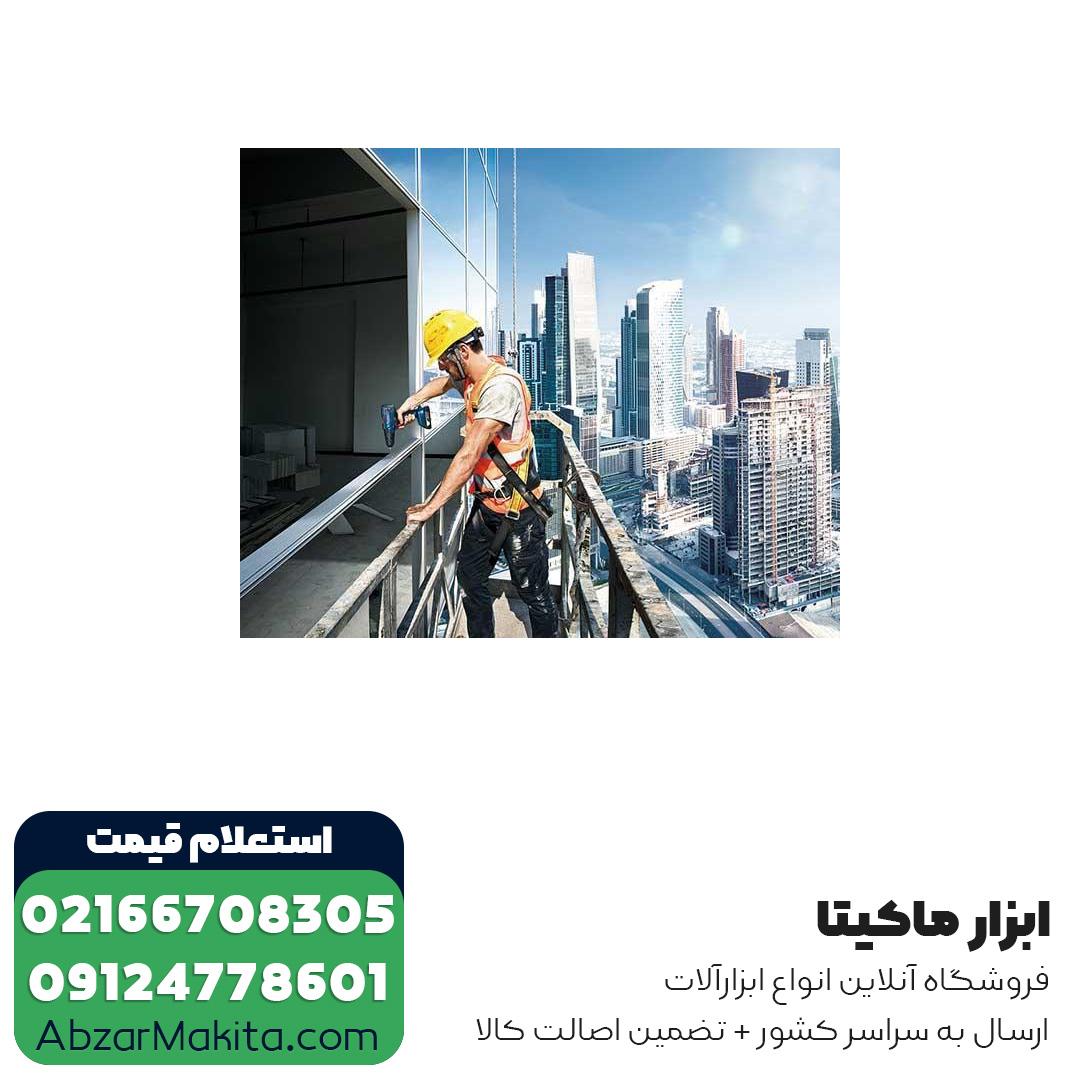 استعلام قیمت
02166708305
09124778601
AbzarMakita.com
ابزار ماکیتا
فروشگاه آنلاین انواع ابزارآلات
ارسال به سراسر کشور + تضمین اصالت کالا